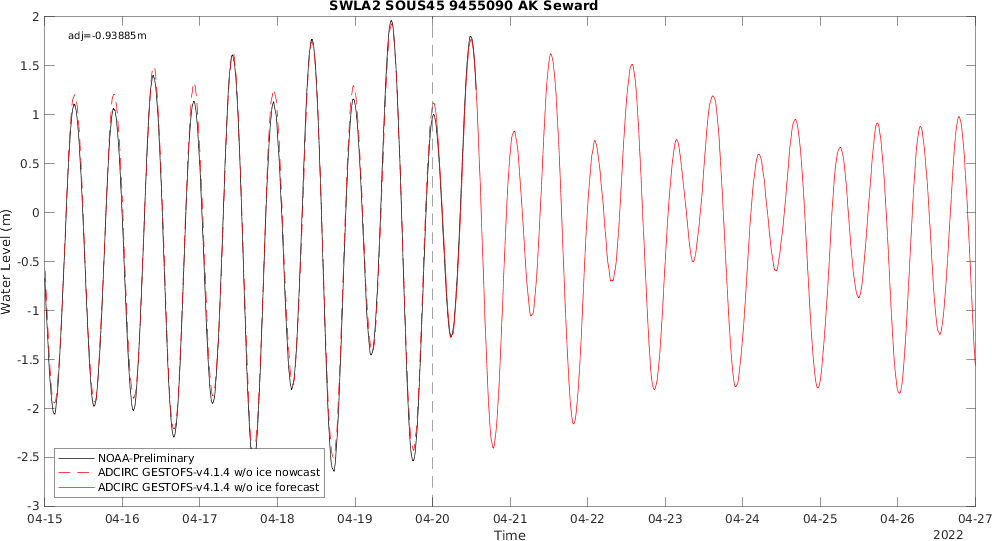 SWLA2 SOUS45 9455090 AK Seward
adj=-0.93885m
2
1.5
1
0.5
0
-0.5
-1
-1.5
-2
-2.5
-3
Water Level (m)
NOAA-Preliminary
ADCIRC GESTOFS-v4.1.4 w/o ice nowcast
ADCIRC GESTOFS-v4.1.4 w/o ice forecast
04-15 04-16 04-17 04-18 04-19 04-20 04-21 04-22 04-23 04-24 04-25 04-26 04-27
Time
2022